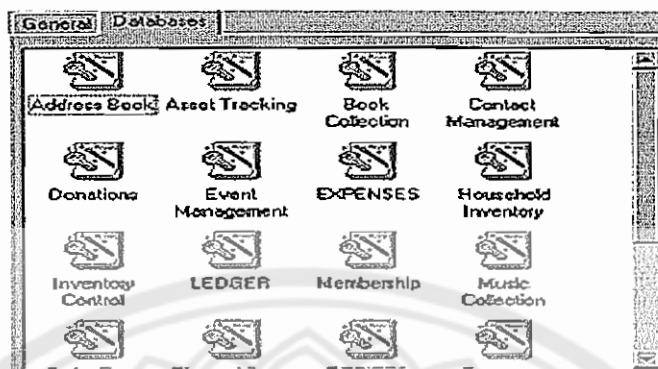 General Databases
Address Book Asset Tracking Book Contact
Collection Management
Donations Event EXPENSES Household
Management Inventory
Inventory LEDGER Membership Music
Control Collection